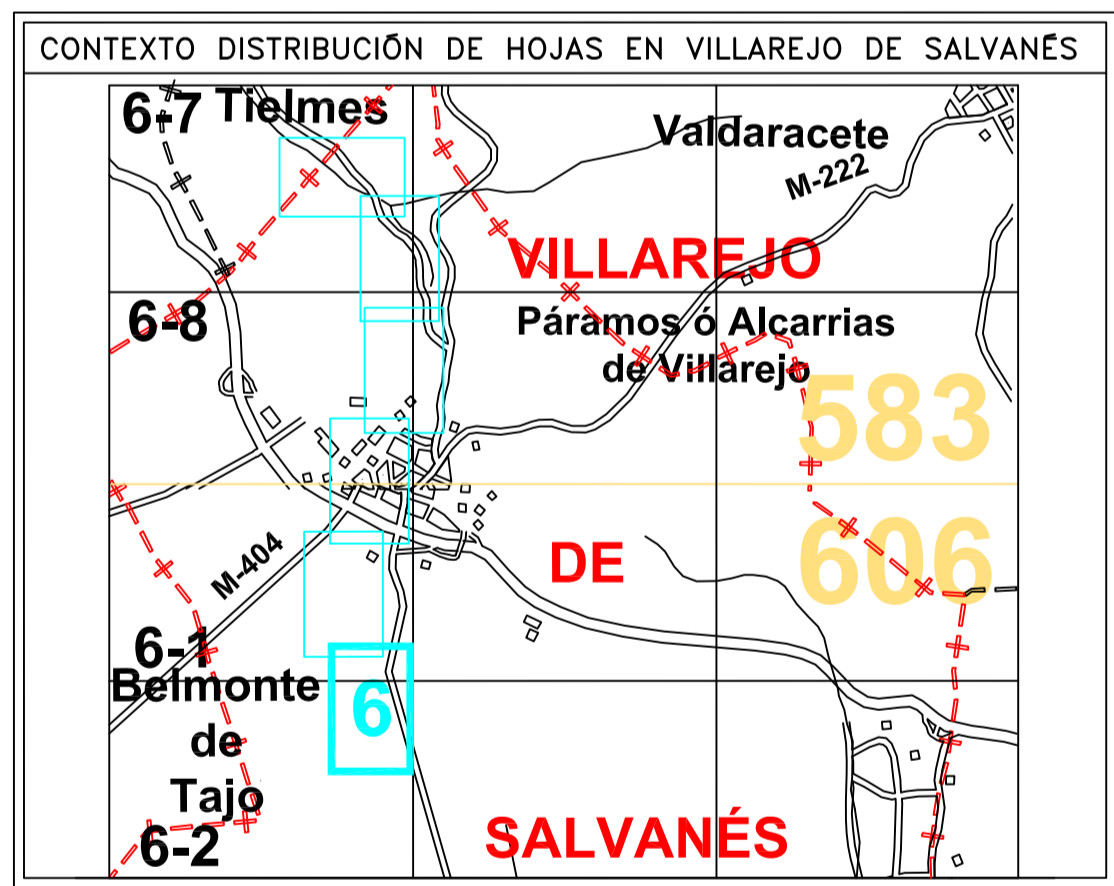 CONTEXTO DISTRIBUCIÓN DE HOJAS EN VILLAREJO DE SALVANÉS
6-7 Tielmes
Valdaracete
M-222
VILLAREJO
6-8
Páramos ó Alcarrias
de Villarejo
583
606
DE
M-404
6-1
Belmonte
de
Tajo
6
6-2
SALVANÉS